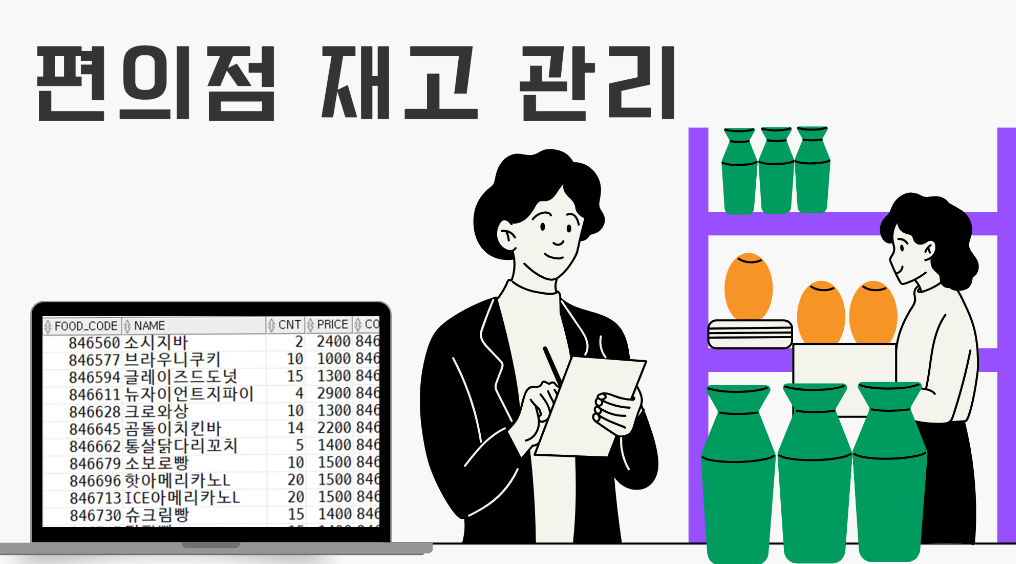 편의점 재고 관리
FOOD_CODE NAME CNT PRICE CO
846560 소시지바 2 2400 846
846577 브라우니쿠키 10 1000 846
846594 글레이즈드도넛 15 1300 846
846611 뉴자이언트지파이 4 2900 846
846628 크로와상 10 1300 846
846645 곰돌이치킨바 14 2200 846
846662 통살닭다리꼬치 5 1400 846
846679 소보로빵 10 1500 846
846696 핫아메리카노L 20 1500 846
846713 ICE아메리카노L 20 1500 846
846730 슈크림빵 15 1400 846